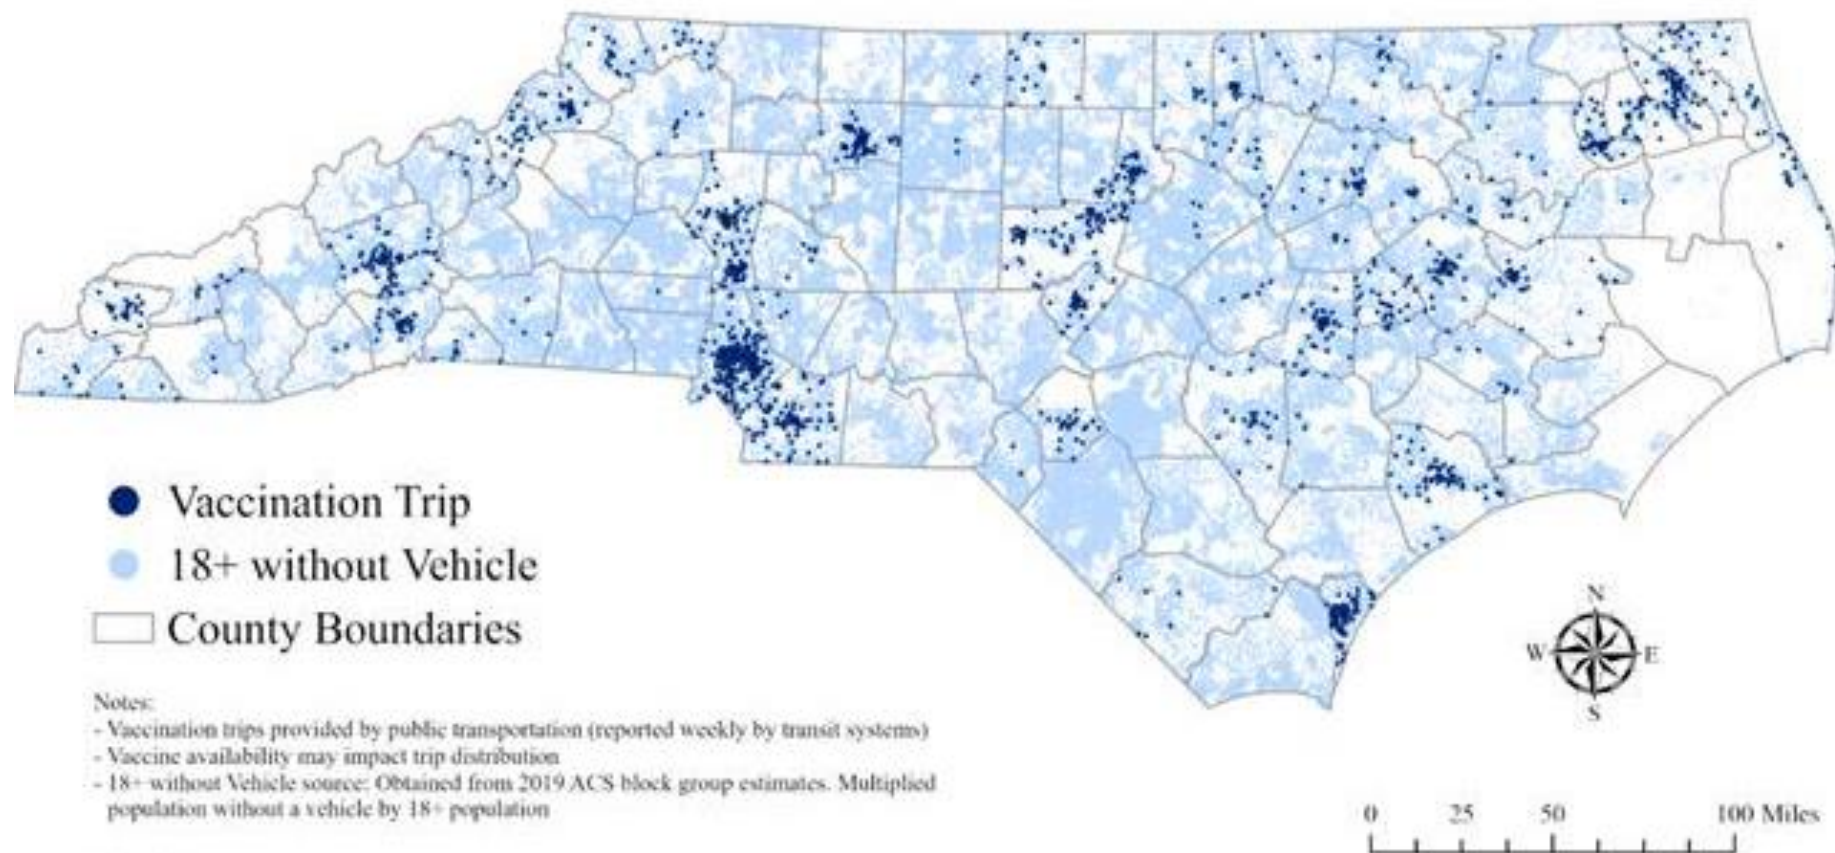 Vaccination Trip
18+ without Vehicle
County Boundaries
Notes:
- Vaccination trips provided by public transportation (reported weekly by transit systems)
- Vaccine availability may impact trip distribution
- 18+ without Vehicle source: Obtained from 2019 ACS block group estimates. Multiplied
population without a vehicle by 18+ population
N
W E
S
0 25 50 100 Miles